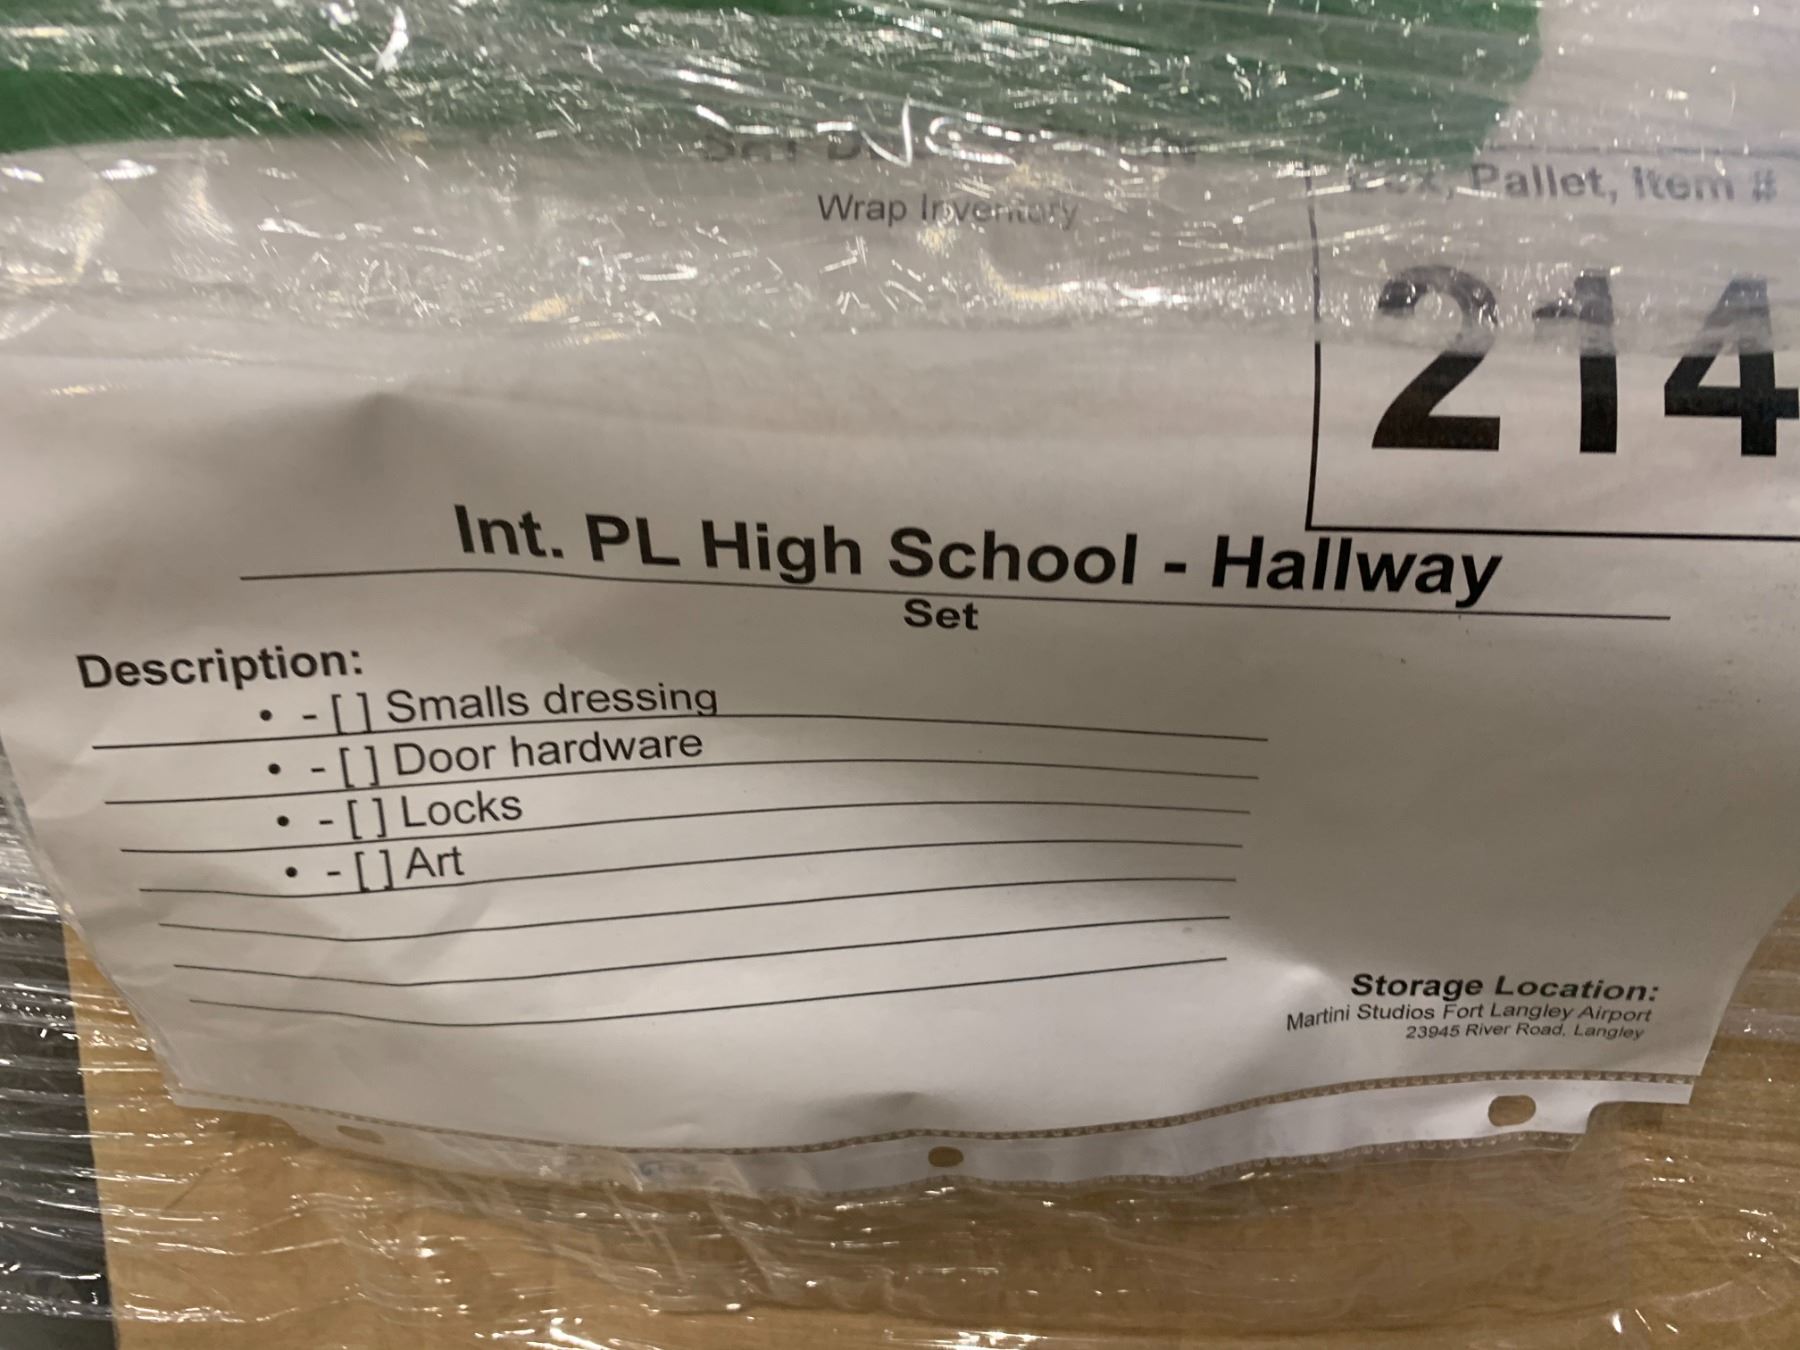 Wrap Inventory
Pallet, Item #
214
Int. PL High School - Hallway
Set
Description:
• - [ ] Smalls dressing
• - [ ] Door hardware
• - [ ] Locks
• - [ ] Art
Storage Location:
Martini Studios Fort Langley Airport
23945 River Road, Langley